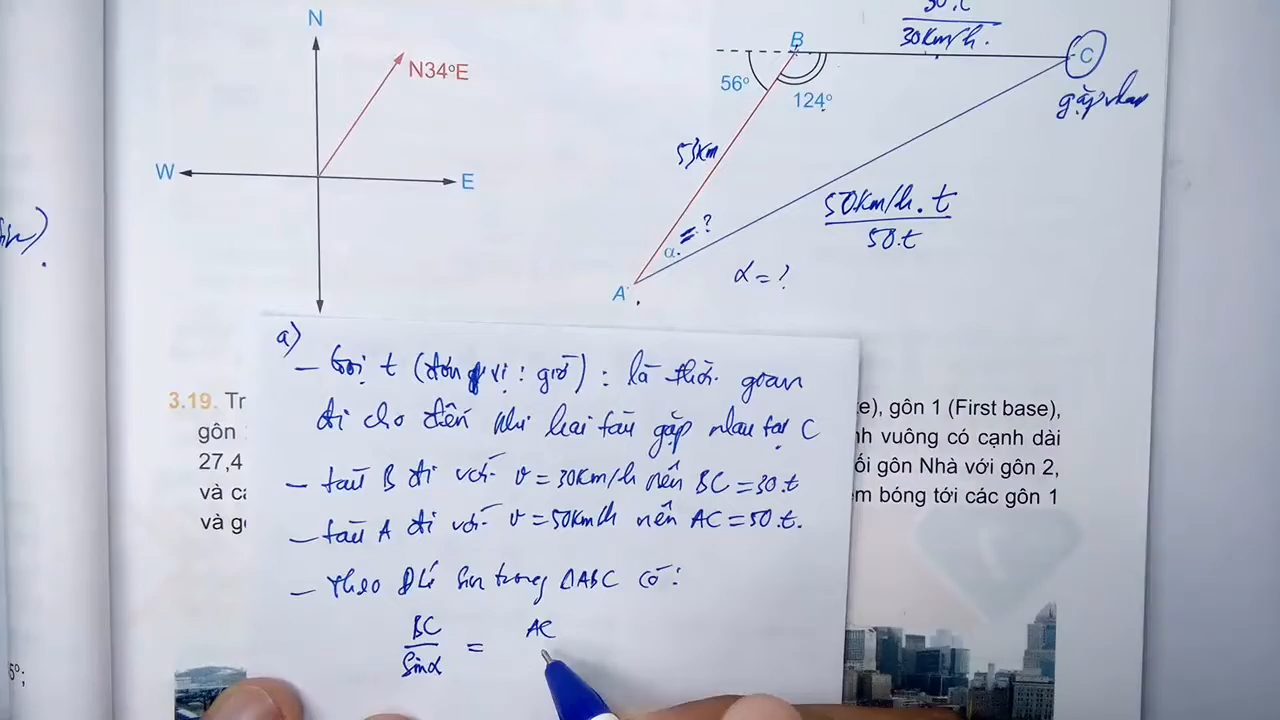 N
N34°E
W
E
B
30.t
30km/h.
C
gặp nhau
56°
124°
53km
= ?
α
A
α = ?
50km/h.t
50.t
a)
- Gọi t (đơn vị : giờ) : là thời gian
đi cho đến khi hai tàu gặp nhau tại C
- tàu B đi với v = 30km/h nên BC = 30.t
- tàu A đi với v = 50km/h nên AC = 50.t.
- Theo Đ lí sin trong ΔABC có :
BC
sinα
=
AC
3.19. Tr
e), gôn 1 (First base),
gôn
nh vuông có cạnh dài
27,4
ối gôn Nhà với gôn 2,
và cá
m bóng tới các gôn 1
và g
5°;